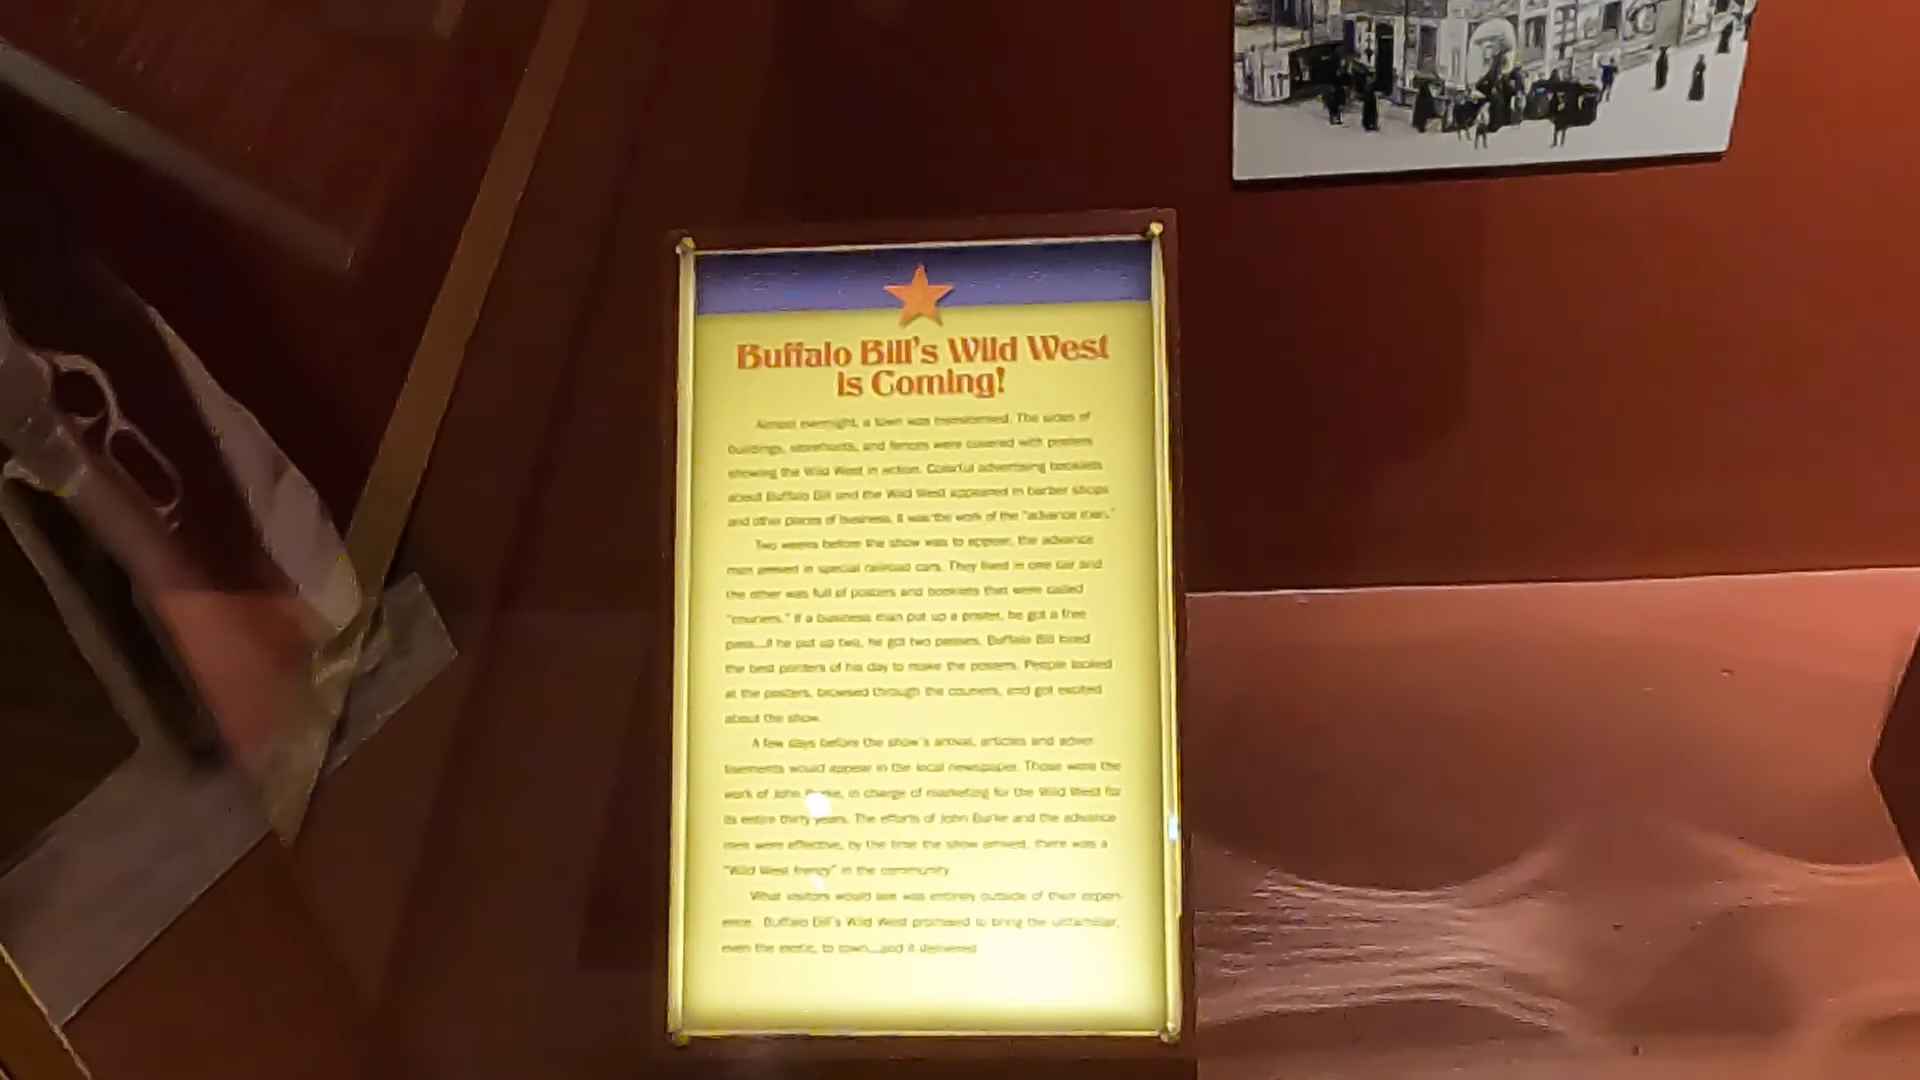 Buffalo Bill's Wild West
is Coming!
Almost overnight, a town was transformed. The sides of
buildings, storefronts, and fences were covered with posters
showing the Wild West in action. Colorful advertising booklets
about Buffalo Bill and the Wild West appeared in barber shops
and other places of business. It was the work of the "advance men."
Two weeks before the show was to appear, the advance
men arrived in special railroad cars. They lived in one car and
the other was full of posters and booklets that were called
"couriers." If a business man put up a poster, he got a free
pass—if he put up two, he got two passes. Buffalo Bill hired
the best printers of his day to make the posters. People looked
at the posters, browsed through the couriers, and got excited
about the show.
A few days before the show's arrival, articles and adver-
tisements would appear in the local newspaper. Those were the
work of John Burke, in charge of marketing for the Wild West for
its entire thirty years. The efforts of John Burke and the advance
men were effective, by the time the show arrived, there was a
"Wild West frenzy" in the community.
What visitors would see was entirely outside of their experi-
ence. Buffalo Bill's Wild West promised to bring the unfamiliar,
even the exotic, to town—and it delivered.